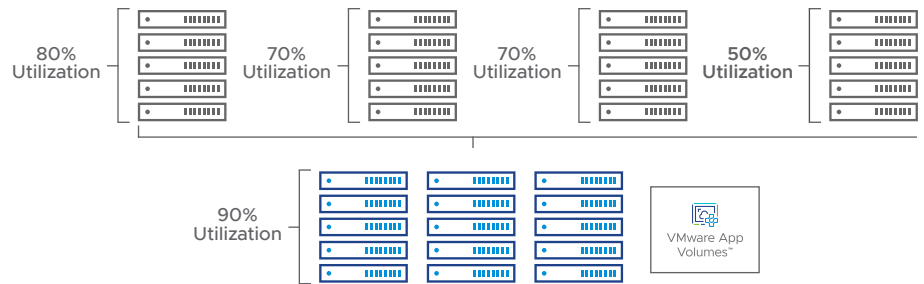 80%
Utilization
70%
Utilization
70%
Utilization
50%
Utilization
90%
Utilization
VMware App
Volumes™